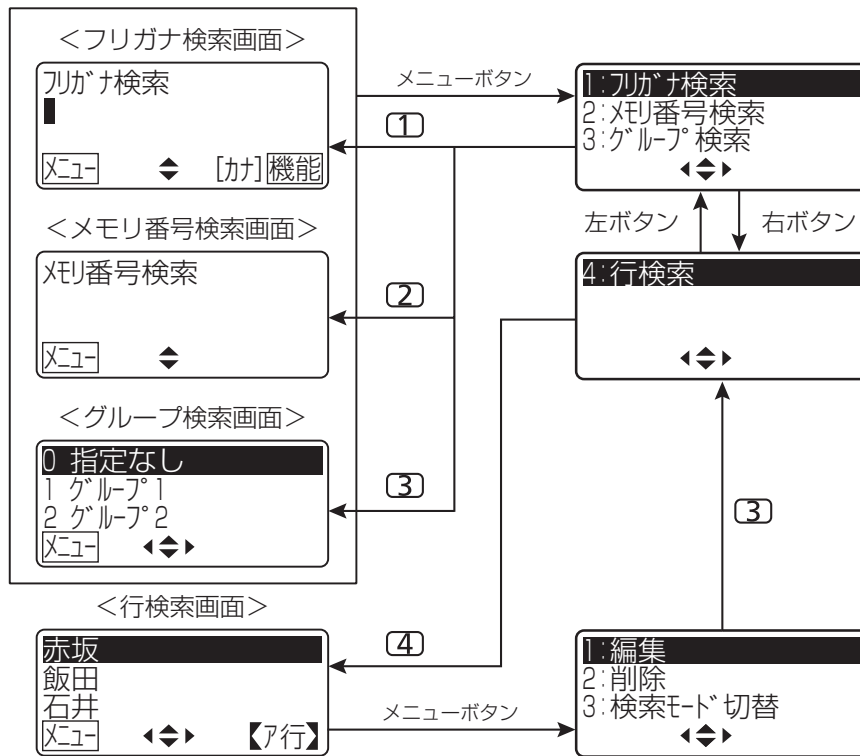 ＜フリガナ検索画面＞
ﾌﾘｶﾞﾅ検索
ﾒﾆｭｰ [ｶﾅ] 機能
＜メモリ番号検索画面＞
ﾒﾓﾘ番号検索
ﾒﾆｭｰ
＜グループ検索画面＞
0 指定なし
1 ｸﾞﾙｰﾌﾟ1
2 ｸﾞﾙｰﾌﾟ2
ﾒﾆｭｰ
＜行検索画面＞
赤坂
飯田
石井
ﾒﾆｭｰ 【ｱ行】
メニューボタン
1
2
3
4
メニューボタン
1:ﾌﾘｶﾞﾅ検索
2:ﾒﾓﾘ番号検索
3:ｸﾞﾙｰﾌﾟ検索
左ボタン 右ボタン
4:行検索
3
1:編集
2:削除
3:検索ﾓｰﾄﾞ切替